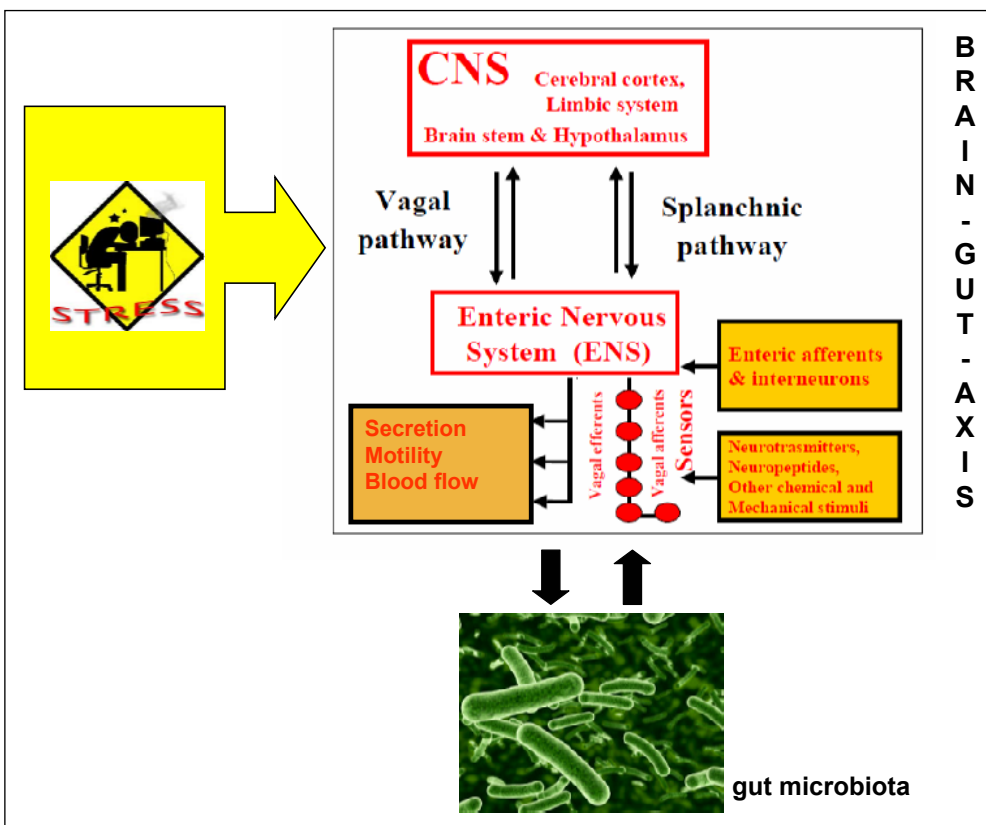 CNS Cerebral cortex,
Limbic system
Brain stem & Hypothalamus
Vagal
pathway
Splanchnic
pathway
STRESS
Enteric Nervous
System (ENS)
Enteric afferents
& interneurons
Secretion
Motility
Blood flow
Vagal efferents
Vagal afferents
Sensors
Neurotrasmitters,
Neuropeptides,
Other chemical and
Mechanical stimuli
gut microbiota
B
R
A
I
N
-
G
U
T
-
A
X
I
S